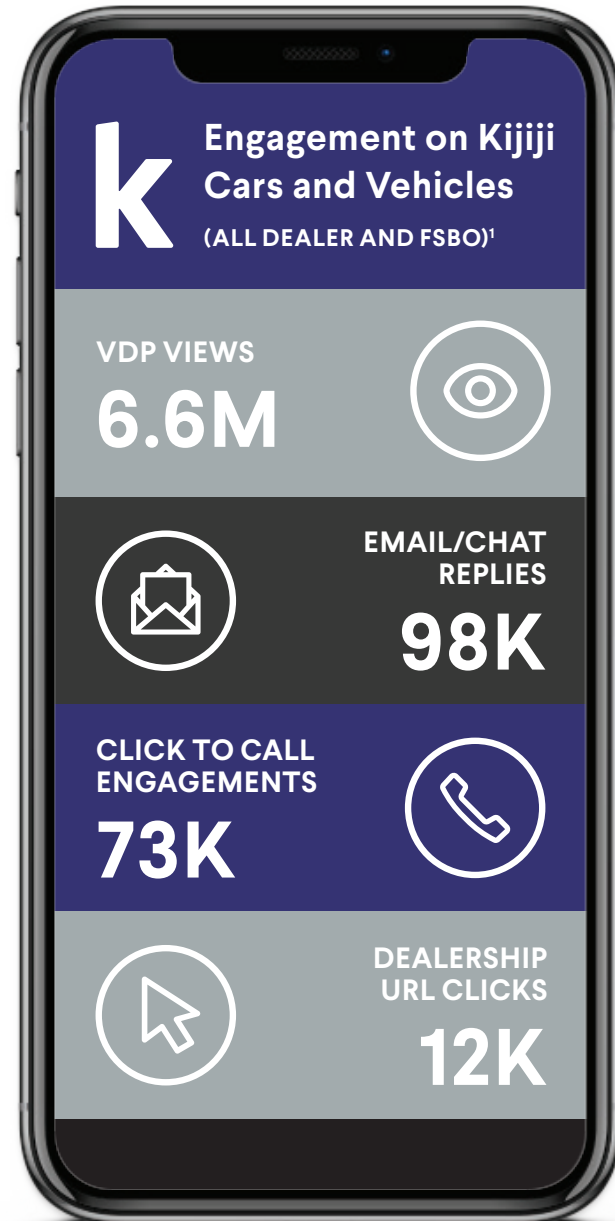 k
Engagement on Kijiji
Cars and Vehicles
(ALL DEALER AND FSBO)¹
VDP VIEWS
6.6M
EMAIL/CHAT
REPLIES
98K
CLICK TO CALL
ENGAGEMENTS
73K
DEALERSHIP
URL CLICKS
12K